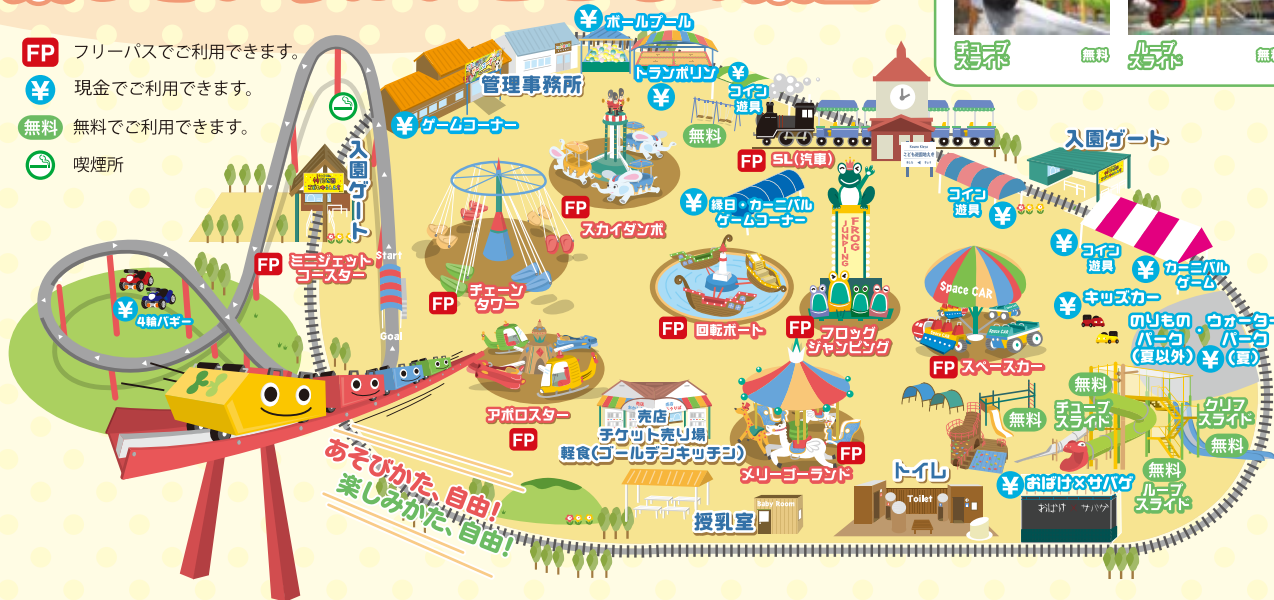 FP フリーパスでご利用できます。
¥ 現金でご利用できます。
無料 無料でご利用できます。
喫煙所
チューブ
スライド
無料
ループ
スライド
¥ ボールプール
管理事務所
トランポリン
¥
¥
コイン
遊具
無料
¥ ゲームコーナー
FP SL(汽車)
入園ゲート
入園ゲート
FP スカイダンボ
¥ 縁日・カーニバル
ゲームコーナー
コイン
遊具 ¥
FROG
JUNPING
FP ミニジェット
コースター
Start
Goal
¥ 4輪バギー
FP チェーン
タワー
FP 回転ボート
FP フロッグ
ジャンピング
Space CAR
FP スペースカー
¥ コイン
遊具
¥ カーニバル
ゲーム
¥ キッズカー
のりもの
パーク
(夏以外)
・
ウォーター
パーク
¥ (夏)
アポロスター
FP
売店
チケット売り場
軽食(ゴールデンキッチン)
メリーゴーランド
FP
無料
無料
チューブ
スライド
クリフ
スライド
無料
無料
ループ
スライド
トイレ
Toilet
¥ おばけ×サバゲ
おばけ × サバゲ
授乳室
Baby Room
あそびかた、自由!
楽しみかた、自由!